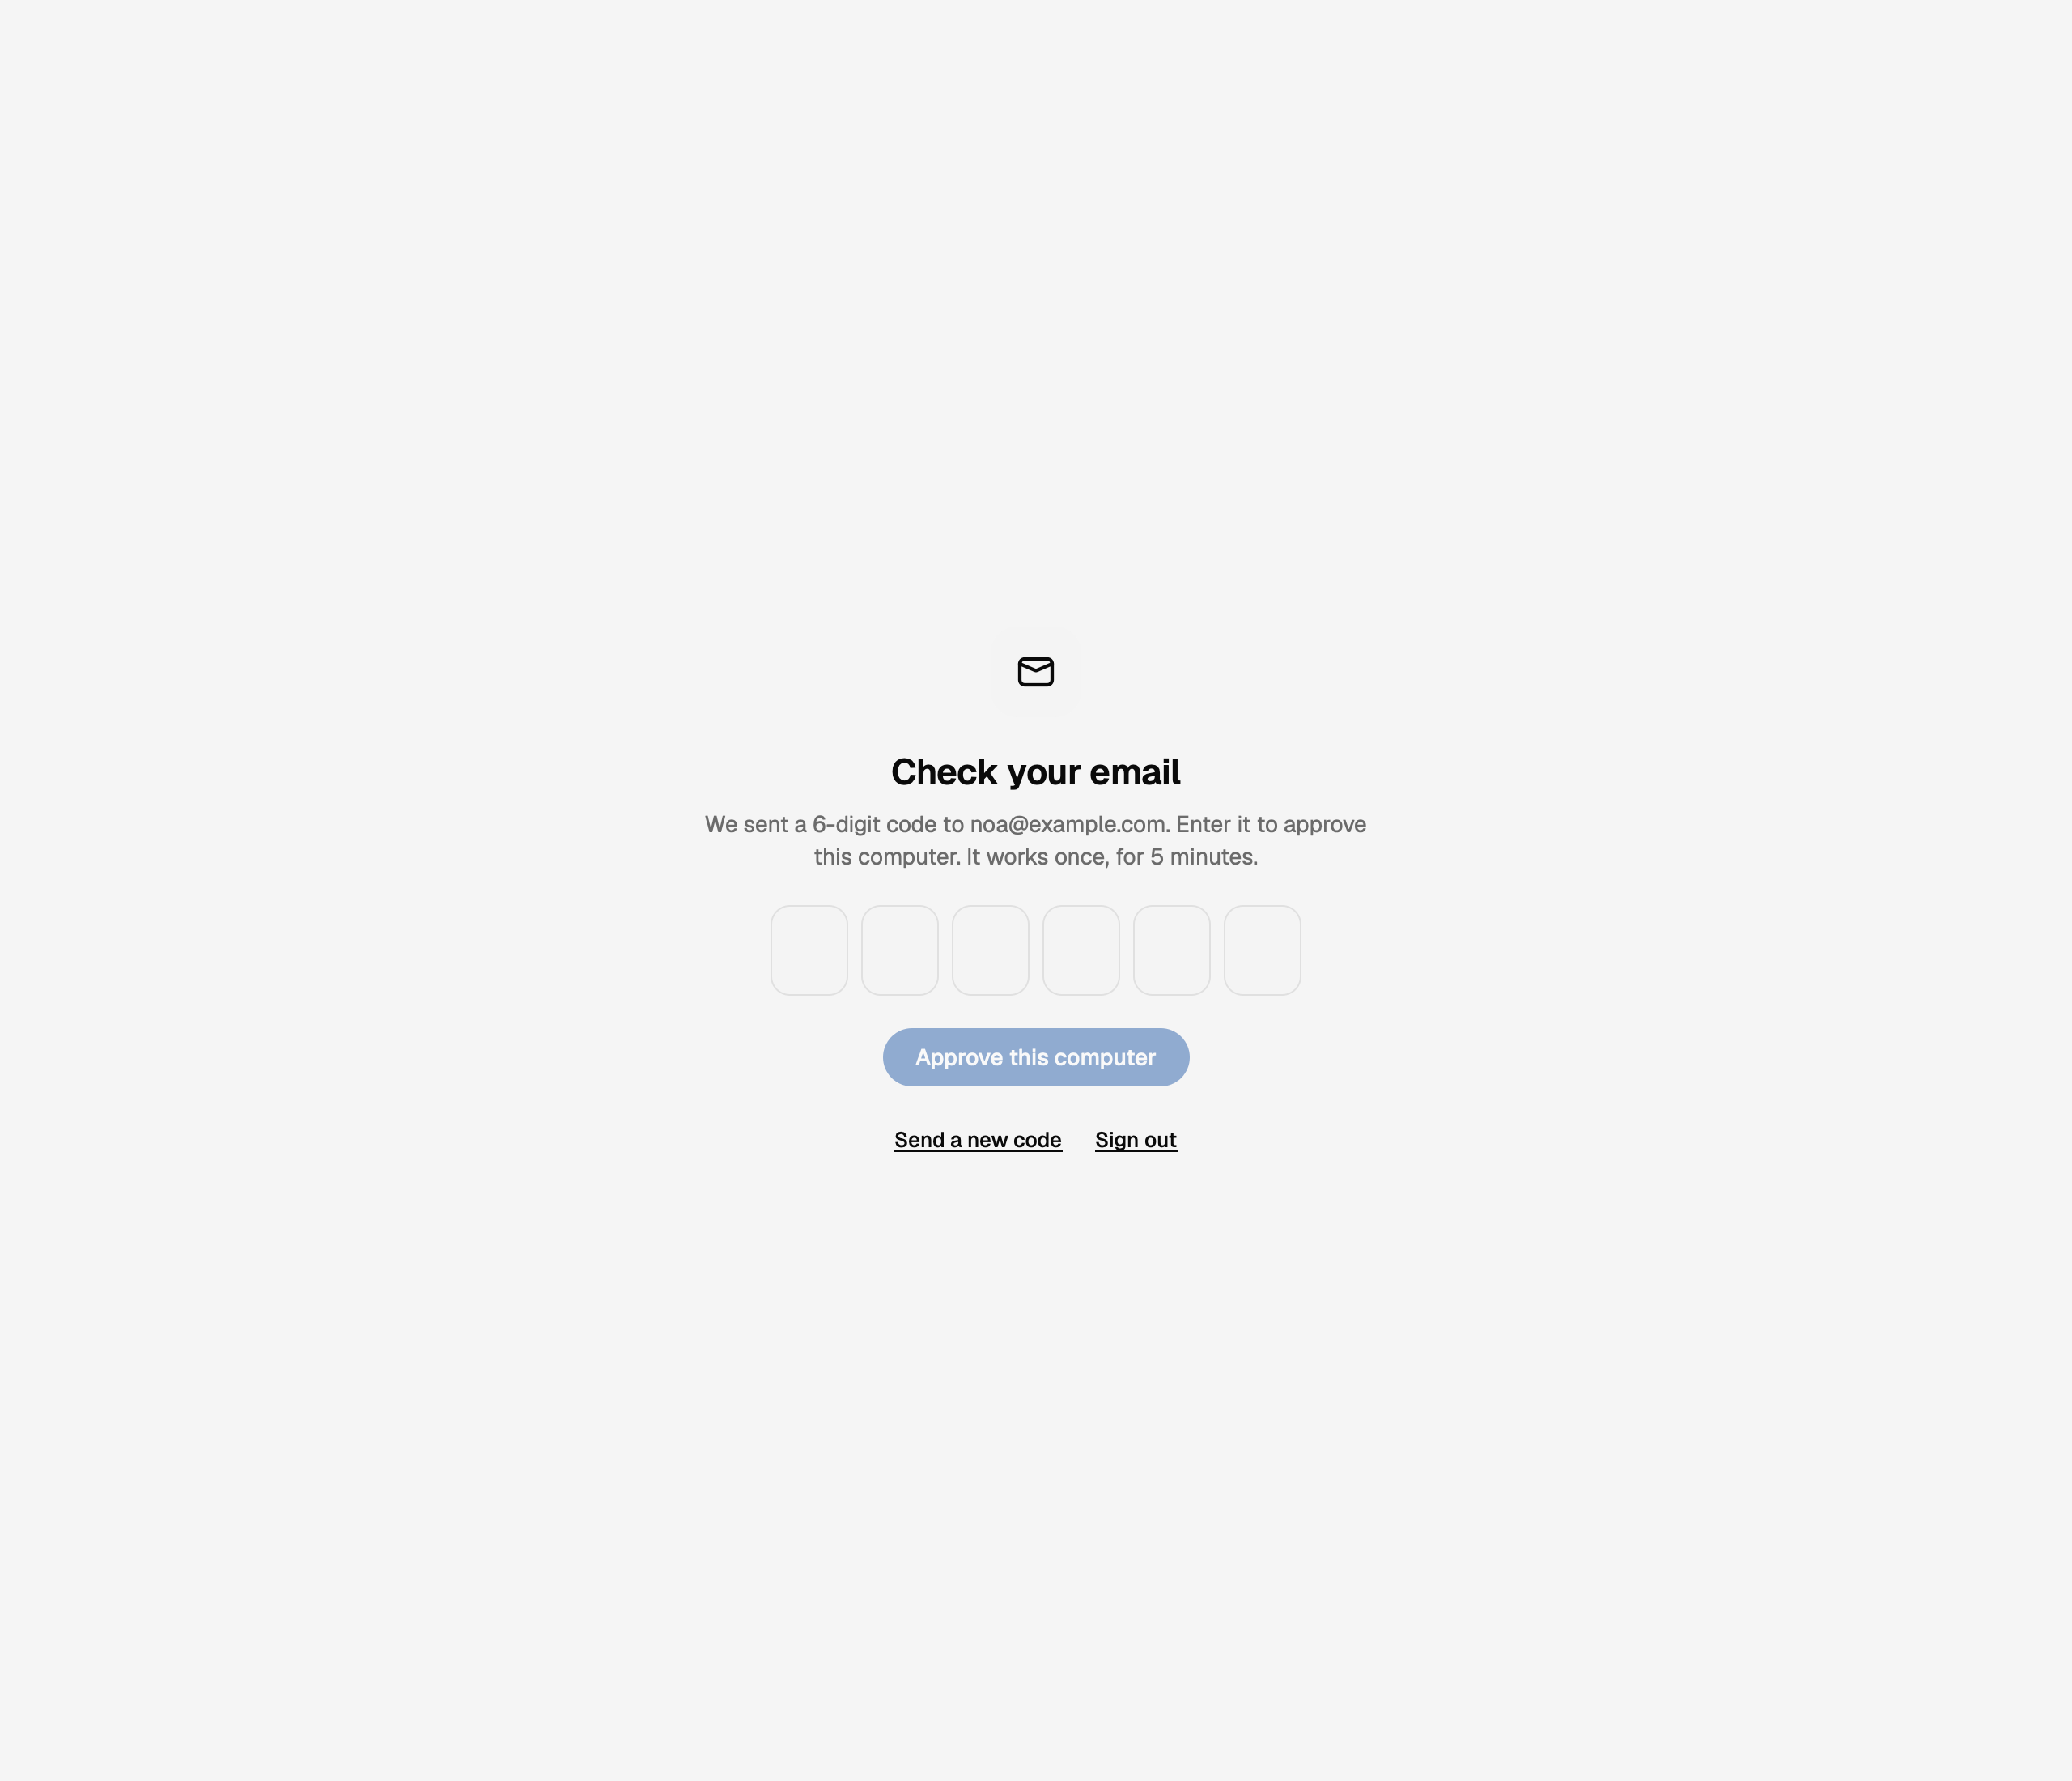 Check your email
We sent a 6-digit code to noa@example.com. Enter it to approve
this computer. It works once, for 5 minutes.
Approve this computer
Send a new code Sign out